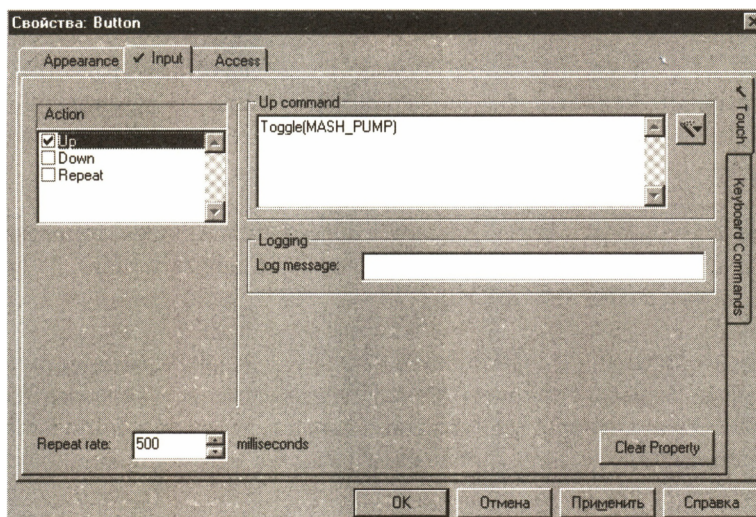 Свойства: Button
Appearance Input Access
Action
Up
Down
Repeat
Up command
Toggle(MASH_PUMP)
Logging
Log message:
Repeat rate: 500 milliseconds
Clear Property
Touch
Keyboard Commands
OK Отмена Применить Справка